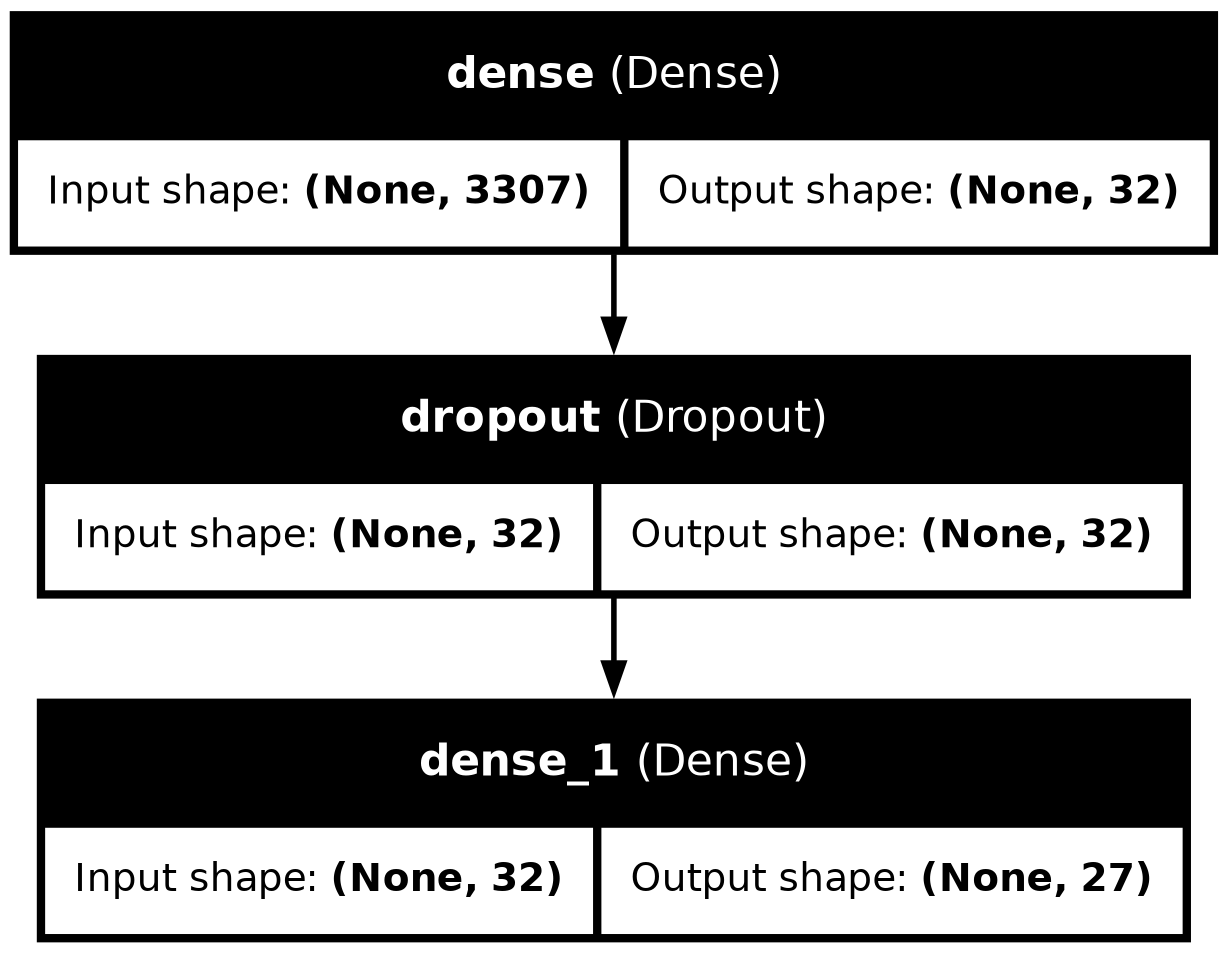 dense (Dense)
Input shape: (None, 3307) Output shape: (None, 32)
dropout (Dropout)
Input shape: (None, 32) Output shape: (None, 32)
dense_1 (Dense)
Input shape: (None, 32) Output shape: (None, 27)